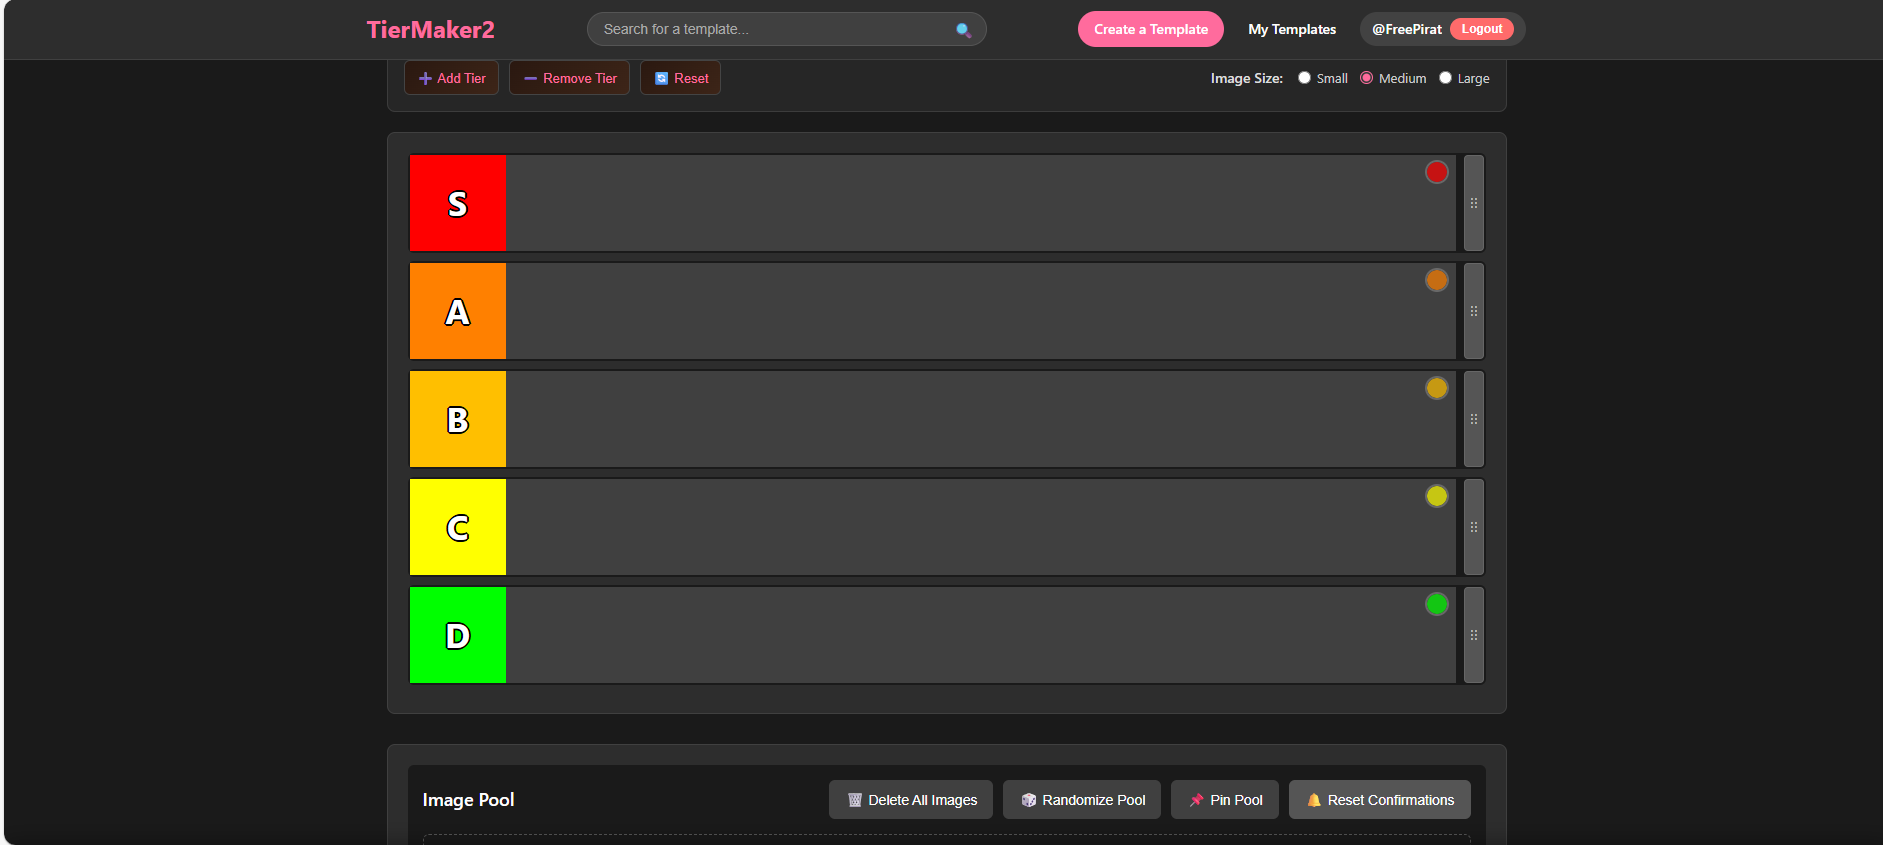 TierMaker2
Search for a template...
Create a Template
My Templates
@FreePirat
Logout
Add Tier
Remove Tier
Reset
Image Size:
Small
Medium
Large
S
A
B
C
D
Image Pool
Delete All Images
Randomize Pool
Pin Pool
Reset Confirmations